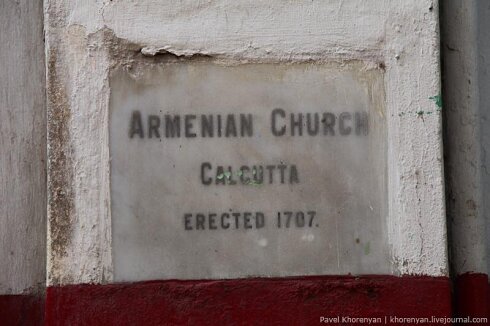 ARMENIAN CHURCH
CALCUTTA
ERECTED 1707.
Pavel Khorenyan | khorenyan.livejournal.com